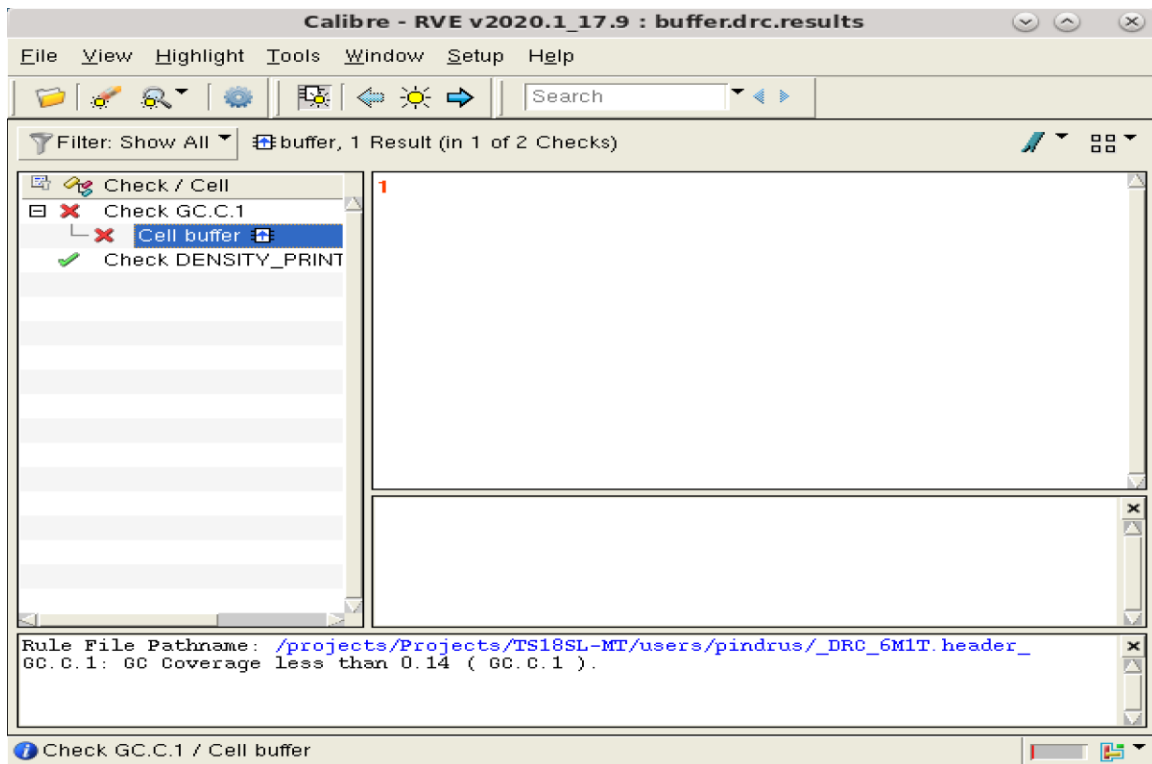 Calibre - RVE v2020.1_17.9 : buffer.drc.results
File View Highlight Tools Window Setup Help
Search
Filter: Show All buffer, 1 Result (in 1 of 2 Checks)
Check / Cell
1
Check GC.C.1
Cell buffer
Check DENSITY_PRINT
Rule File Pathname: /projects/Projects/TS18SL-MT/users/pindrus/_DRC_6M1T.header_
GC.C.1: GC Coverage less than 0.14 ( GC.C.1 ).
Check GC.C.1 / Cell buffer